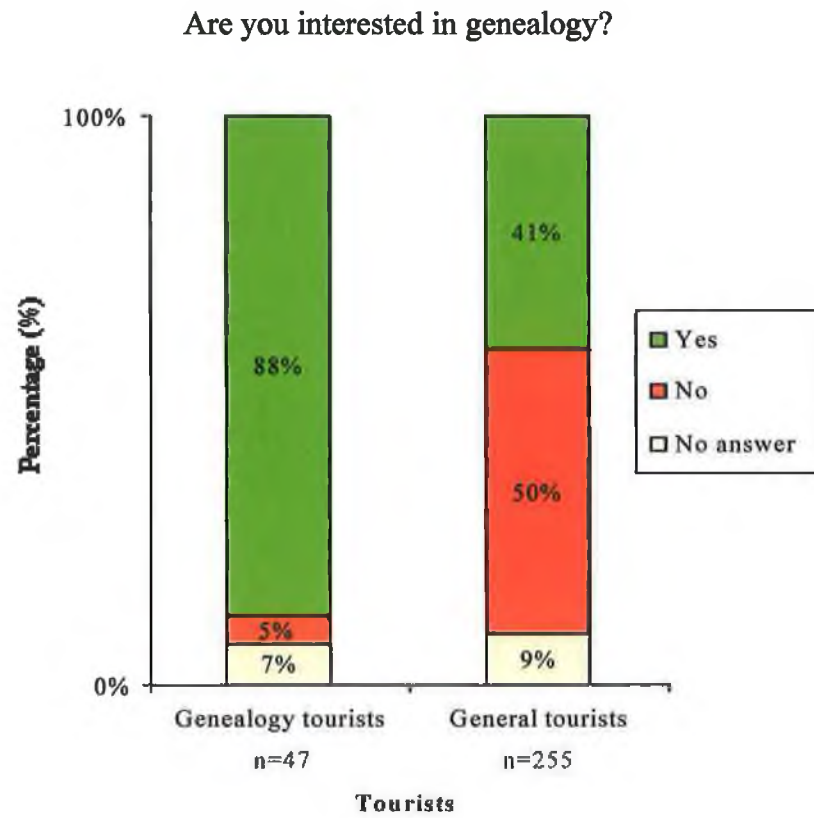 Are you interested in genealogy?
100%
41%
88%
50%
5%
7%
9%
0%
Percentage (%)
Yes
No
No answer
Genealogy tourists
General tourists
n=47
n=255
Tourists